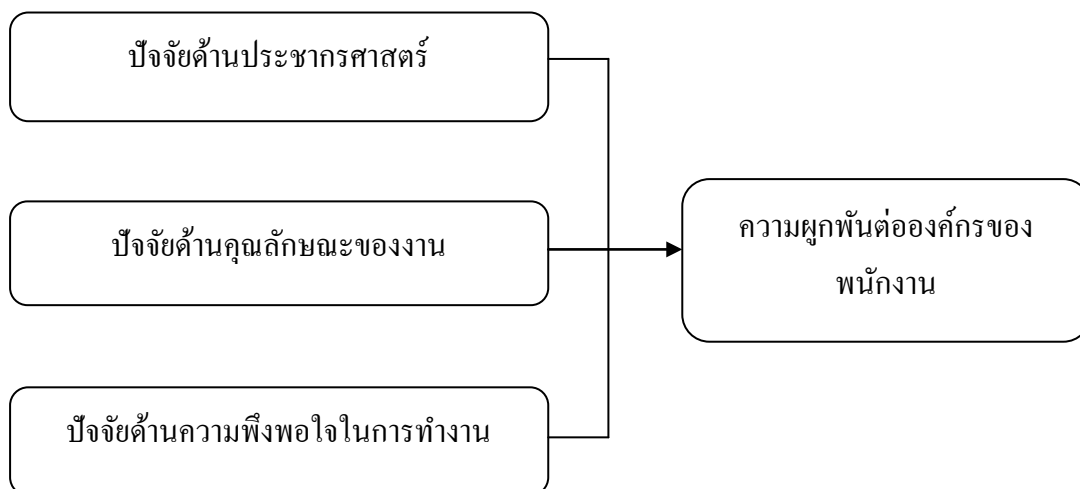 ปัจจัยด้านประชากรศาสตร์
ปัจจัยด้านคุณลักษณะของงาน
ปัจจัยด้านความพึงพอใจในการทำงาน
ความผูกพันต่อองค์กรของ
พนักงาน